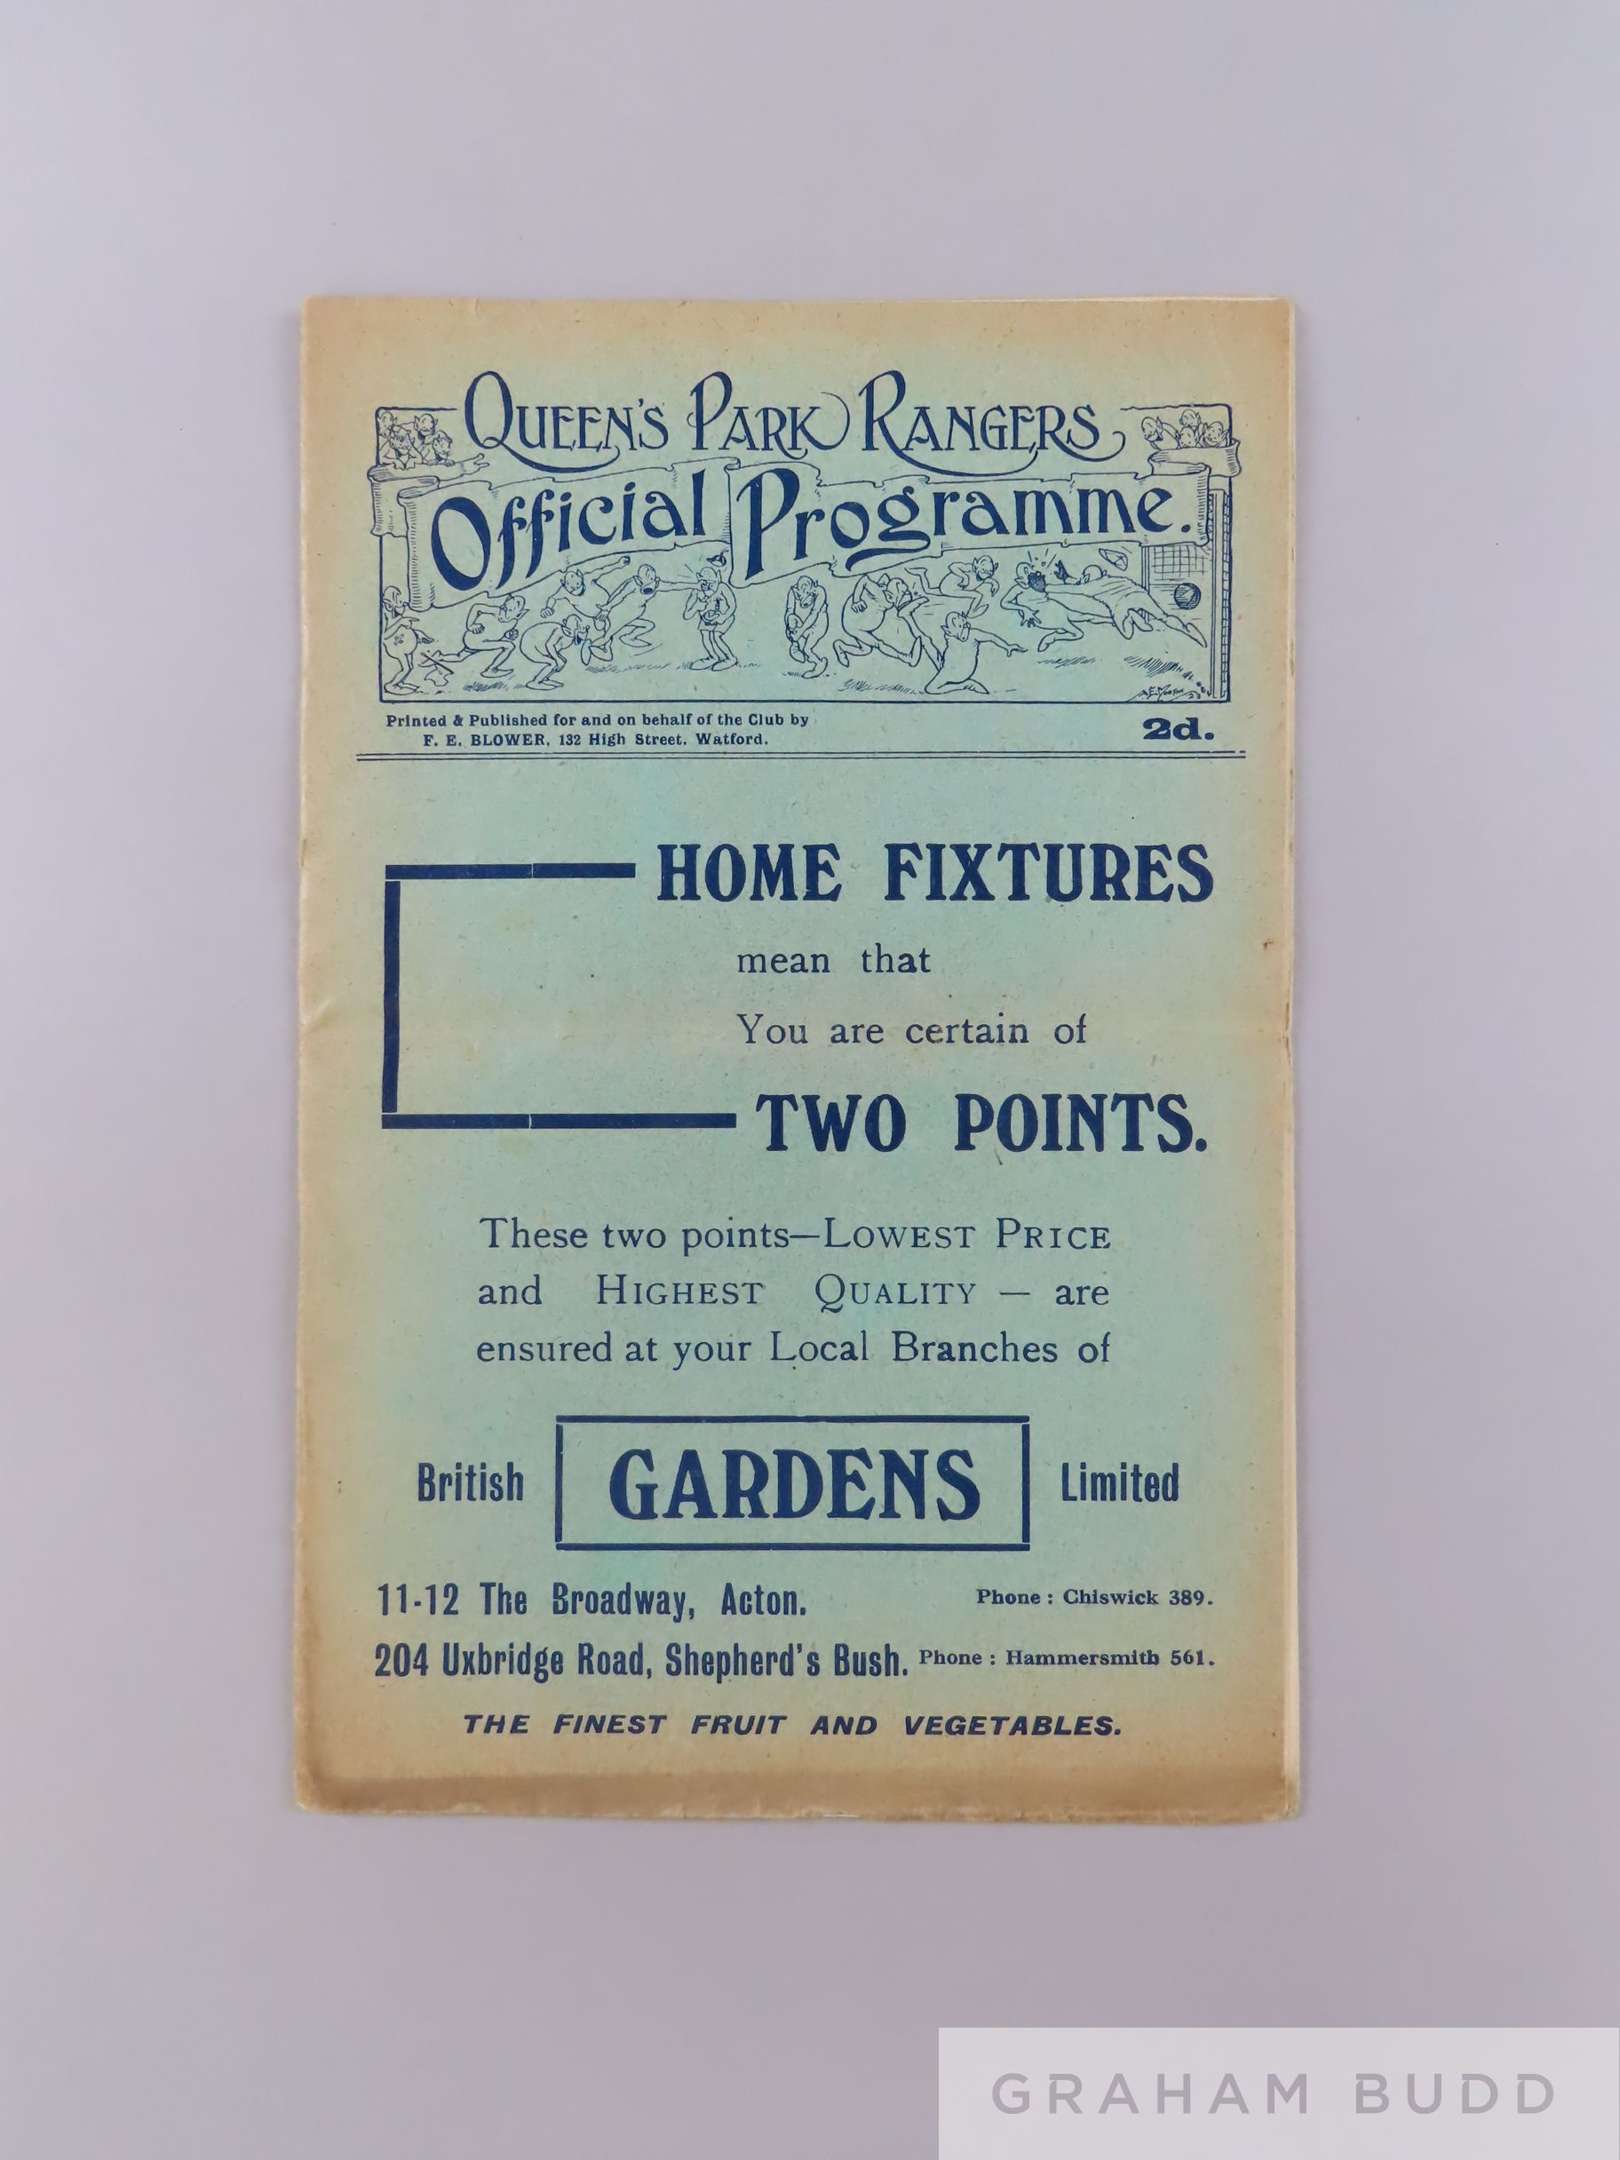 QUEEN'S PARK RANGERS
Official Programme.
Printed & Published for and on behalf of the Club by
F. E. BLOWER, 132 High Street, Watford.
2d.
HOME FIXTURES
mean that
You are certain of
TWO POINTS.
These two points—LOWEST PRICE
and HIGHEST QUALITY — are
ensured at your Local Branches of
British GARDENS Limited
11-12 The Broadway, Acton. Phone : Chiswick 389.
204 Uxbridge Road, Shepherd's Bush. Phone : Hammersmith 561.
THE FINEST FRUIT AND VEGETABLES.
GRAHAM BUDD